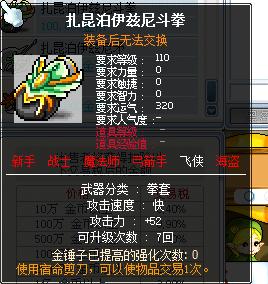 扎昆泊伊兹尼斗拳
装备后无法交换
要求等级: 110
要求力量: 0
要求敏捷: 0
要求智力: 0
要求运气: 320
要求人气度: -
道具等级: -
道具经验值: -
新手 战士 魔法师 弓箭手 飞侠 海盗
武器分类 : 拳套
攻击速度 : 快
攻击力 : +52
可升级次数 : 7回
金锤子已提高的强化次数: 0
使用宿命剪刀，可以使物品交易1次。